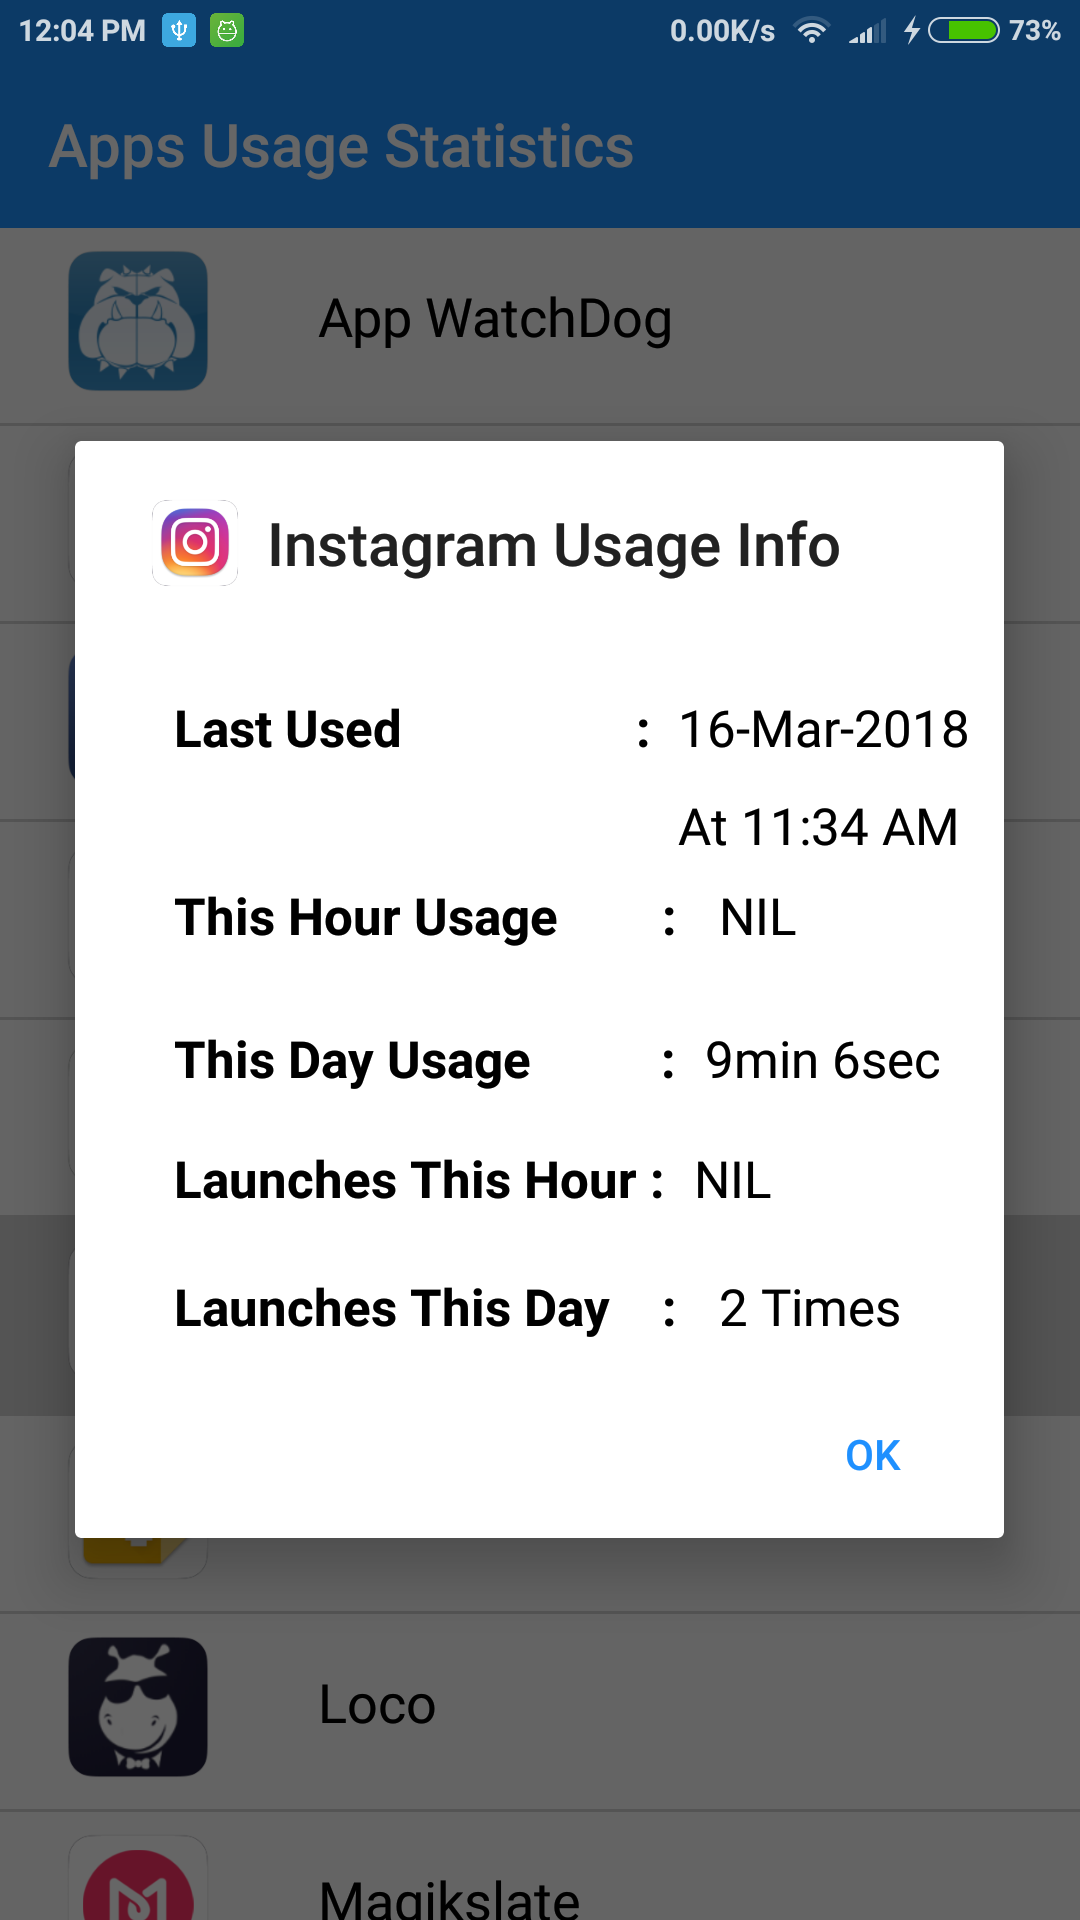 12:04 PM 0.00K/s 73%
Apps Usage Statistics
App WatchDog
Instagram Usage Info
Last Used : 16-Mar-2018
At 11:34 AM
This Hour Usage : NIL
This Day Usage : 9min 6sec
Launches This Hour : NIL
Launches This Day : 2 Times
OK
Loco
Magikslate